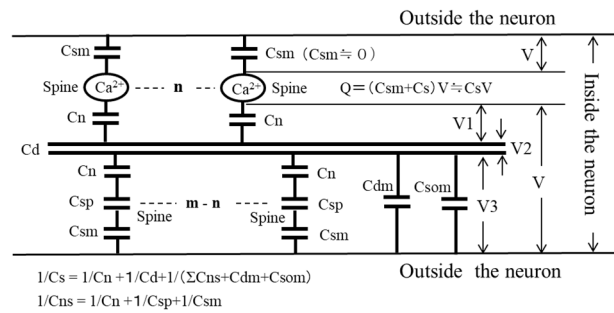 Outside the neuron
Csm
Csm (Csm≒0)
V
Spine
Ca²⁺
n
Ca²⁺
Spine
Q=(Csm+Cs)V≒CsV
Cn
Cn
V1
Cd
V2
Cn
Cn
Cdm
Csom
V
Csp
m - n
Csp
V3
Spine
Spine
Csm
Csm
Inside the neuron
Outside the neuron
1/Cs = 1/Cn +1/Cd+1/(ΣCns+Cdm+Csom)
1/Cns = 1/Cn +1/Csp+1/Csm